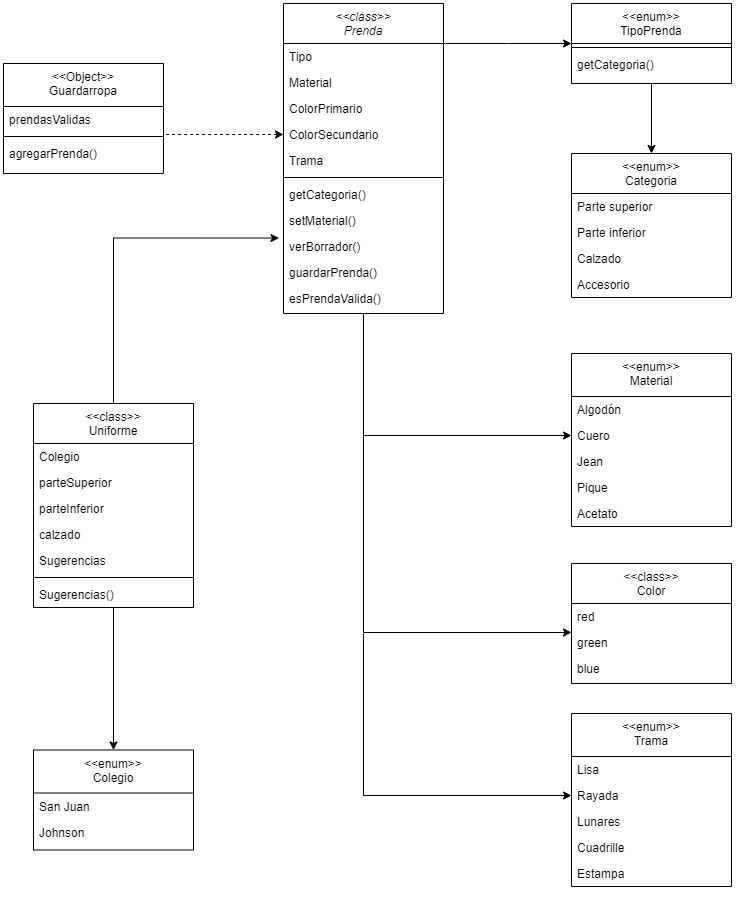 <<class>>
Prenda
Tipo
Material
ColorPrimario
ColorSecundario
Trama
getCategoria()
setMaterial()
verBorrador()
guardarPrenda()
esPrendaValida()
<<enum>>
TipoPrenda
getCategoria()
<<Object>>
Guardarropa
prendasValidas
agregarPrenda()
<<enum>>
Categoria
Parte superior
Parte inferior
Calzado
Accesorio
<<enum>>
Material
Algodón
Cuero
Jean
Pique
Acetato
<<class>>
Uniforme
Colegio
parteSuperior
parteInferior
calzado
Sugerencias
Sugerencias()
<<class>>
Color
red
green
blue
<<enum>>
Trama
Lisa
Rayada
Lunares
Cuadrille
Estampa
<<enum>>
Colegio
San Juan
Johnson